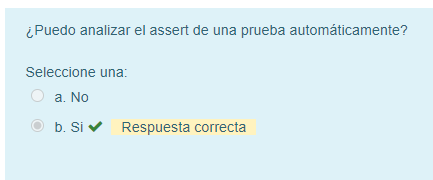 ¿Puedo analizar el assert de una prueba automáticamente?
Seleccione una:
a. No
b. Si Respuesta correcta